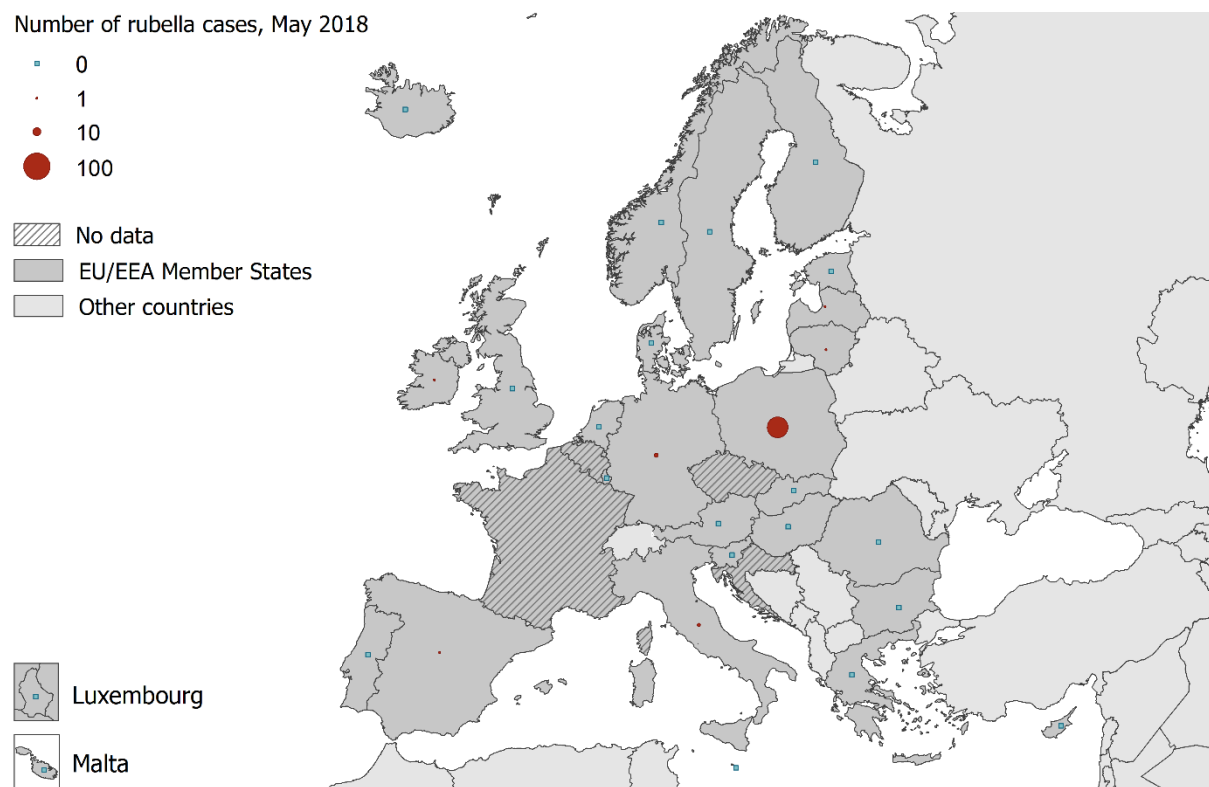 Number of rubella cases, May 2018
0
1
10
100
No data
EU/EEA Member States
Other countries
Luxembourg
Malta